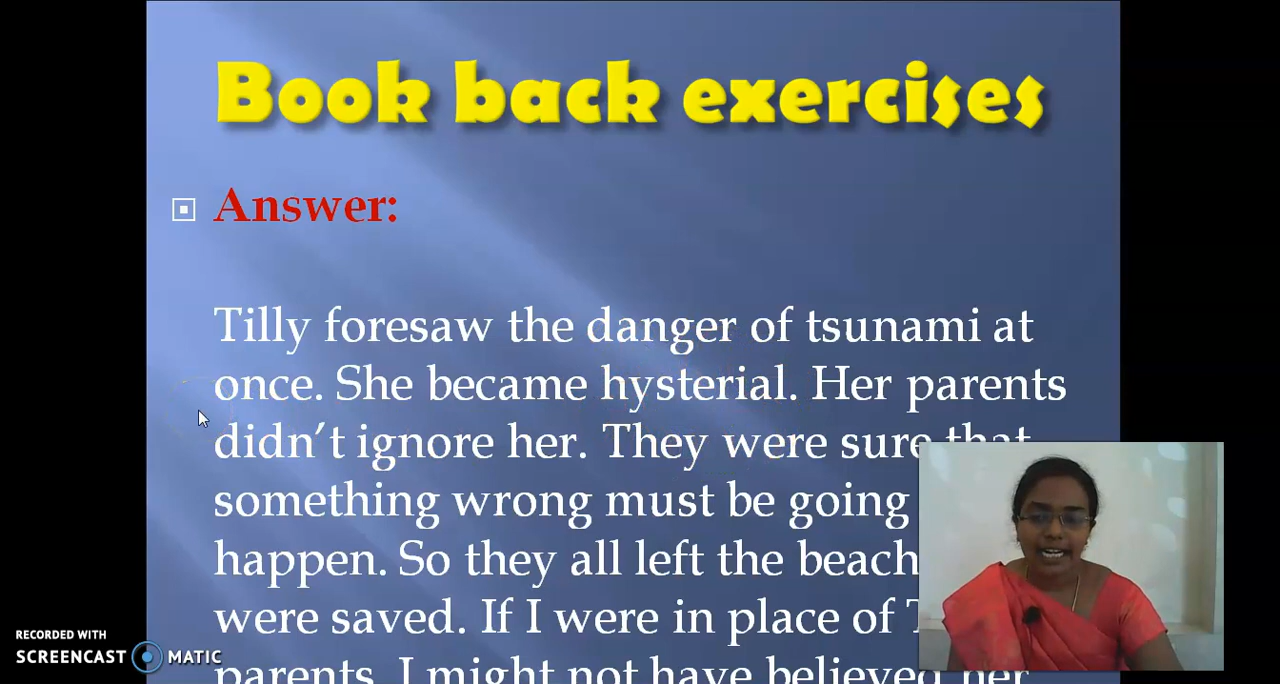 Book back exercises
Answer:
Tilly foresaw the danger of tsunami at
once. She became hysterial. Her parents
didn't ignore her. They were sure that
something wrong must be going
happen. So they all left the beach
were saved. If I were in place of
parents, I might not have believed her
RECORDED WITH
SCREENCAST MATIC